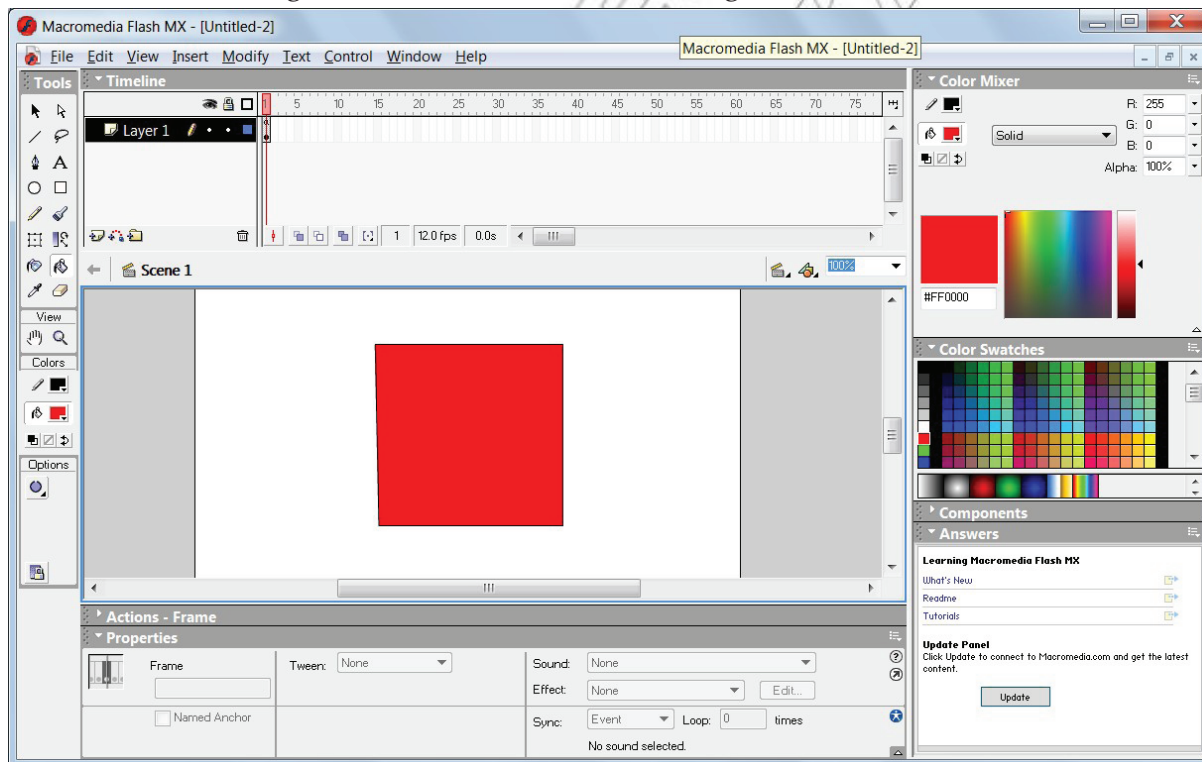 Macromedia Flash MX - [Untitled-2]
Macromedia Flash MX - [Untitled-2]
File Edit View Insert Modify Text Control Window Help
Tools
Timeline
1 5 10 15 20 25 30 35 40 45 50 55 60 65 70 75
Layer 1
1 12.0 fps 0.0s
Scene 1
100%
View
Colors
Options
Color Mixer
R: 255
Solid
G: 0
B: 0
Alpha: 100%
#FF0000
Color Swatches
Components
Answers
Learning Macromedia Flash MX
What's New
Readme
Tutorials
Update Panel
Click Update to connect to Macromedia.com and get the latest
content.
Update
Actions - Frame
Properties
Frame
Tween: None
Sound: None
Effect: None Edit...
Named Anchor
Sync: Event Loop: 0 times
No sound selected.